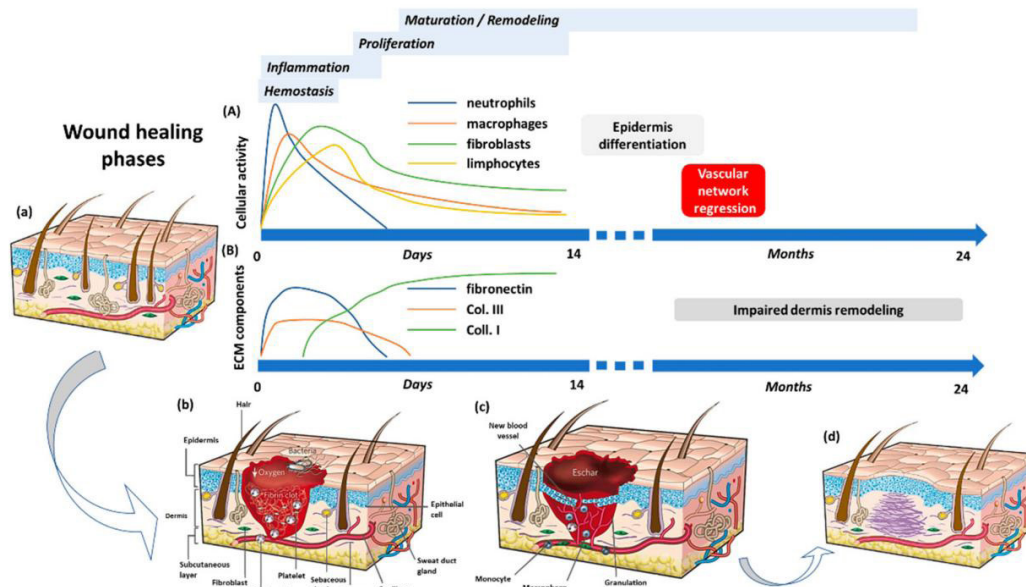 Maturation / Remodeling
Proliferation
Inflammation
Hemostasis
Wound healing
phases
(A)
Cellular activity
neutrophils
macrophages
fibroblasts
limphocytes
Epidermis
differentiation
Vascular
network
regression
0
Days
14
Months
24
(a)
(B)
ECM components
fibronectin
Col. III
Coll. I
Impaired dermis remodeling
0
Days
14
Months
24
(b)
Hair
Epidermis
Bacteria
Oxygen
Fibrin clot
Dermis
Epithelial
cell
Sweat duct
gland
Subcutaneous
layer
Fibroblast
Platelet
Sebaceous
(c)
New blood
vessel
Eschar
Monocyte
Granulation
(d)